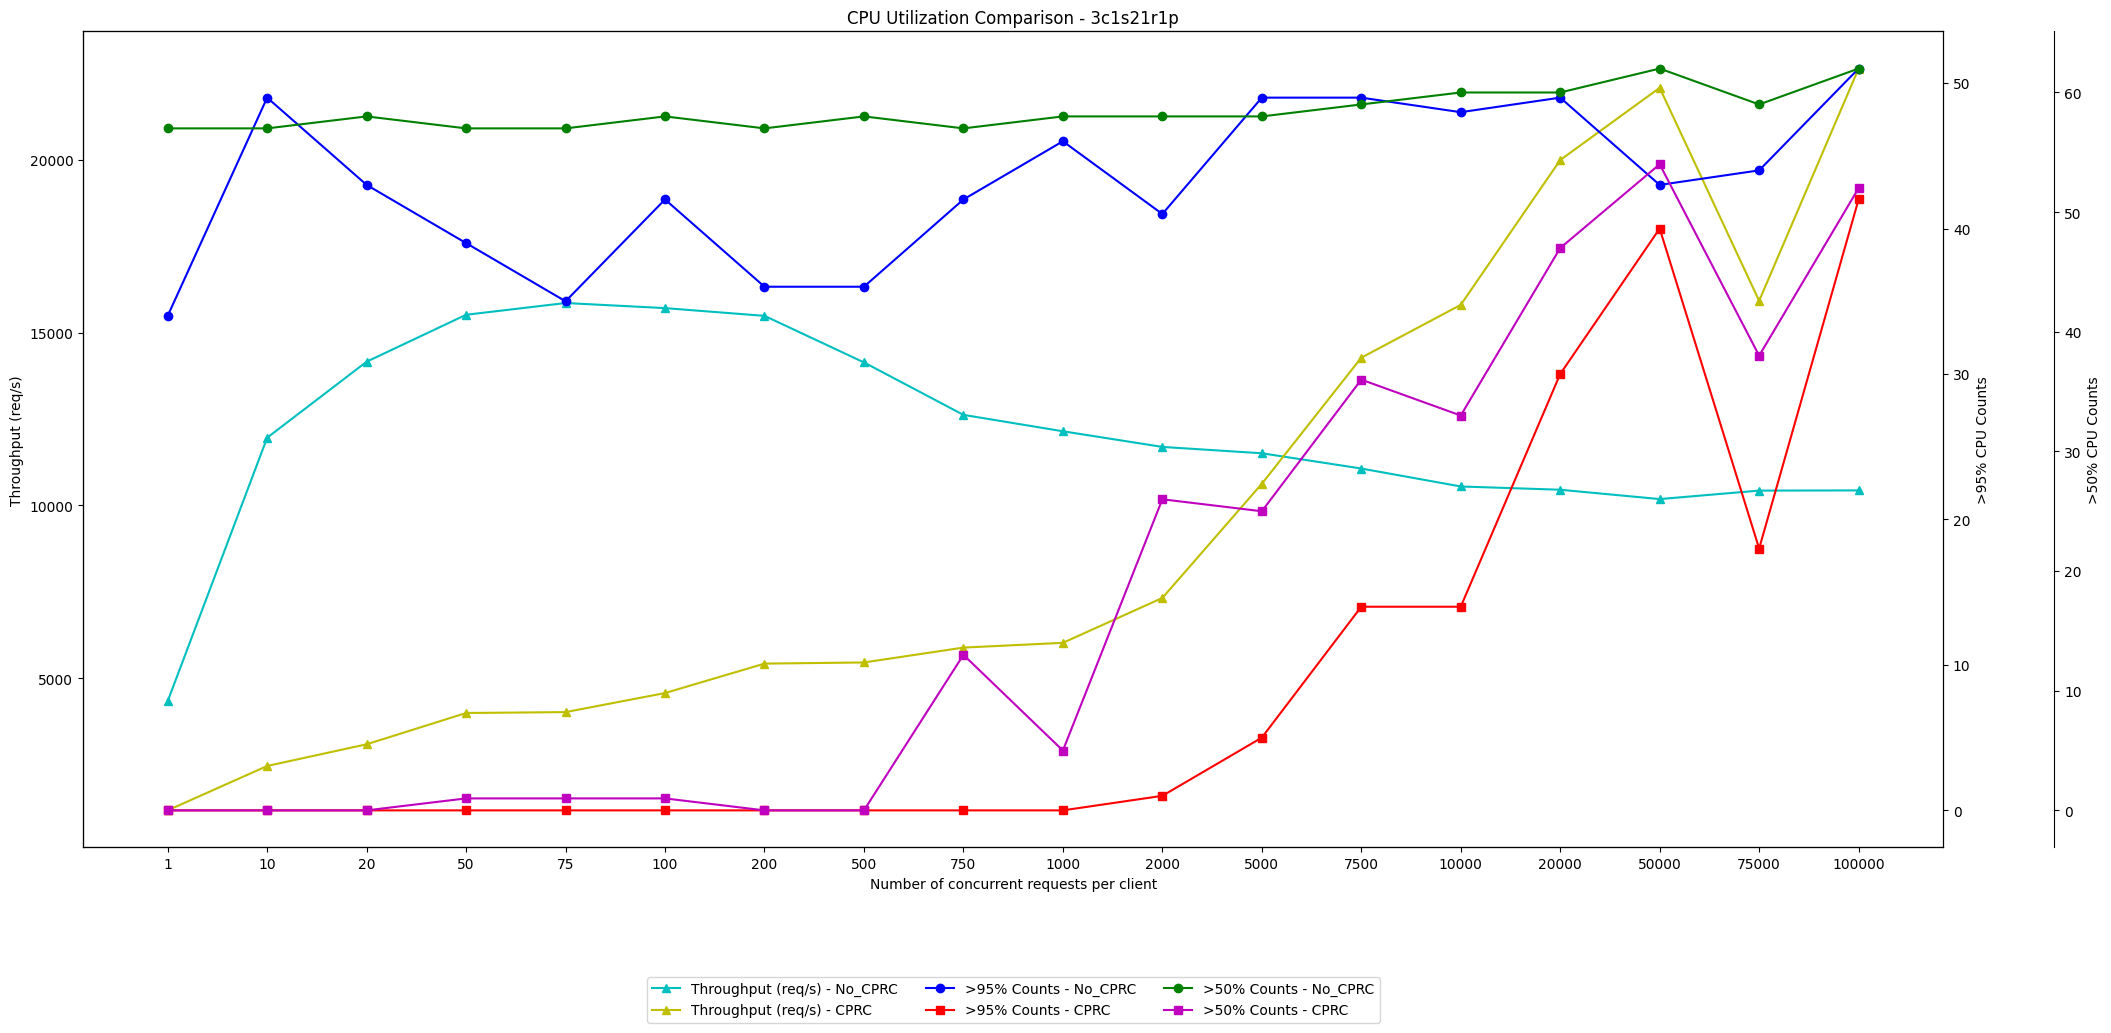 CPU Utilization Comparison - 3c1s21r1p
Throughput (req/s)
20000
15000
10000
5000
50
40
30
20
10
0
>95% CPU Counts
60
50
40
30
20
10
0
>50% CPU Counts
1 10 20 50 75 100 200 500 750 1000 2000 5000 7500 10000 20000 50000 75000 100000
Number of concurrent requests per client
Throughput (req/s) - No_CPRC
Throughput (req/s) - CPRC
>95% Counts - No_CPRC
>95% Counts - CPRC
>50% Counts - No_CPRC
>50% Counts - CPRC